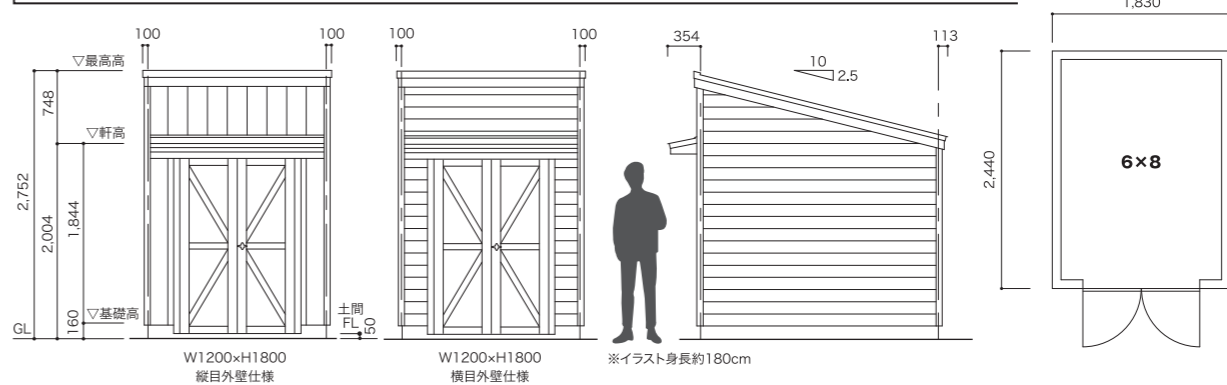 1,830
100
100
100
100
354
113
10
2.5
▽最高高
748
▽軒高
2,752
2,004
1,844
▽基礎高
160
GL
土間
FL
50
2,440
6×8
W1200×H1800
縦目外壁仕様
W1200×H1800
横目外壁仕様
※イラスト身長約180cm